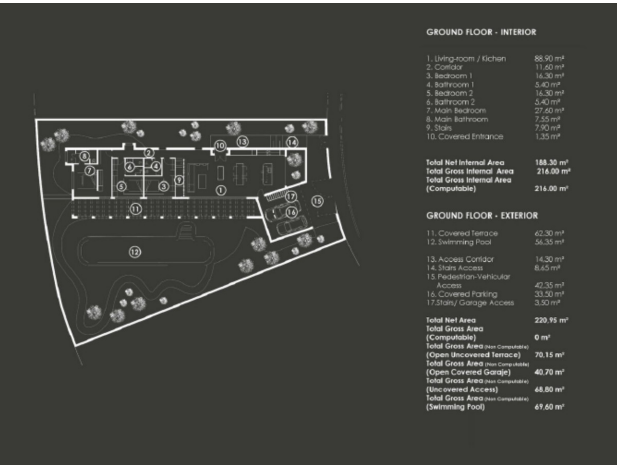 GROUND FLOOR - INTERIOR
1. Living-room / Kichen 88.90 m²
2. Corridor 11.60 m²
3. Bedroom 1 16.30 m²
4. Bathroom 1 5.40 m²
5. Bedroom 2 16.30 m²
6. Bathroom 2 5.40 m²
7. Main Bedroom 27.60 m²
8. Main Bathroom 7.55 m²
9. Stairs 7.90 m²
10. Covered Entrance 1.35 m²
Total Net Internal Area 188.30 m²
Total Gross Internal Area 216.00 m²
Total Gross Internal Area
(Computable) 216.00 m²
GROUND FLOOR - EXTERIOR
11. Covered Terrace 62.30 m²
12. Swimming Pool 56.35 m²
13. Access Corridor 14.30 m²
14. Stairs Access 8.65 m²
15. Pedestrian-Vehicular
Access 42.35 m²
16. Covered Parking 33.50 m²
17.Stairs/ Garage Access 3.50 m²
Total Net Area 220,95 m²
Total Gross Area
(Computable) 0 m²
Total Gross Area (Non Computable)
(Open Uncovered Terrace) 70,15 m²
Total Gross Area (Non Computable)
(Open Covered Garaje) 40,70 m²
Total Gross Area (Non Computable)
(Uncovered Access) 68,80 m²
Total Gross Area (Non Computable)
(Swimming Pool) 69,60 m²
10
13
14
2
8
6
4
7
5
3
9
1
17
15
11
16
12